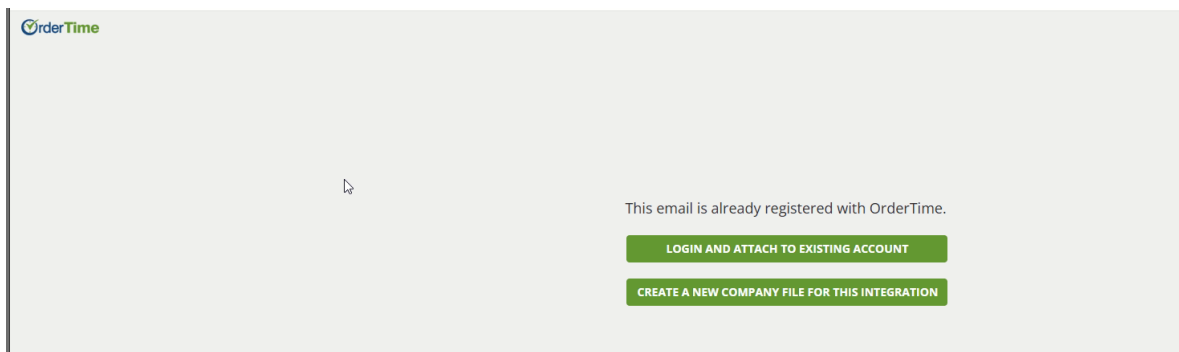 OrderTime
This email is already registered with OrderTime.
LOGIN AND ATTACH TO EXISTING ACCOUNT
CREATE A NEW COMPANY FILE FOR THIS INTEGRATION